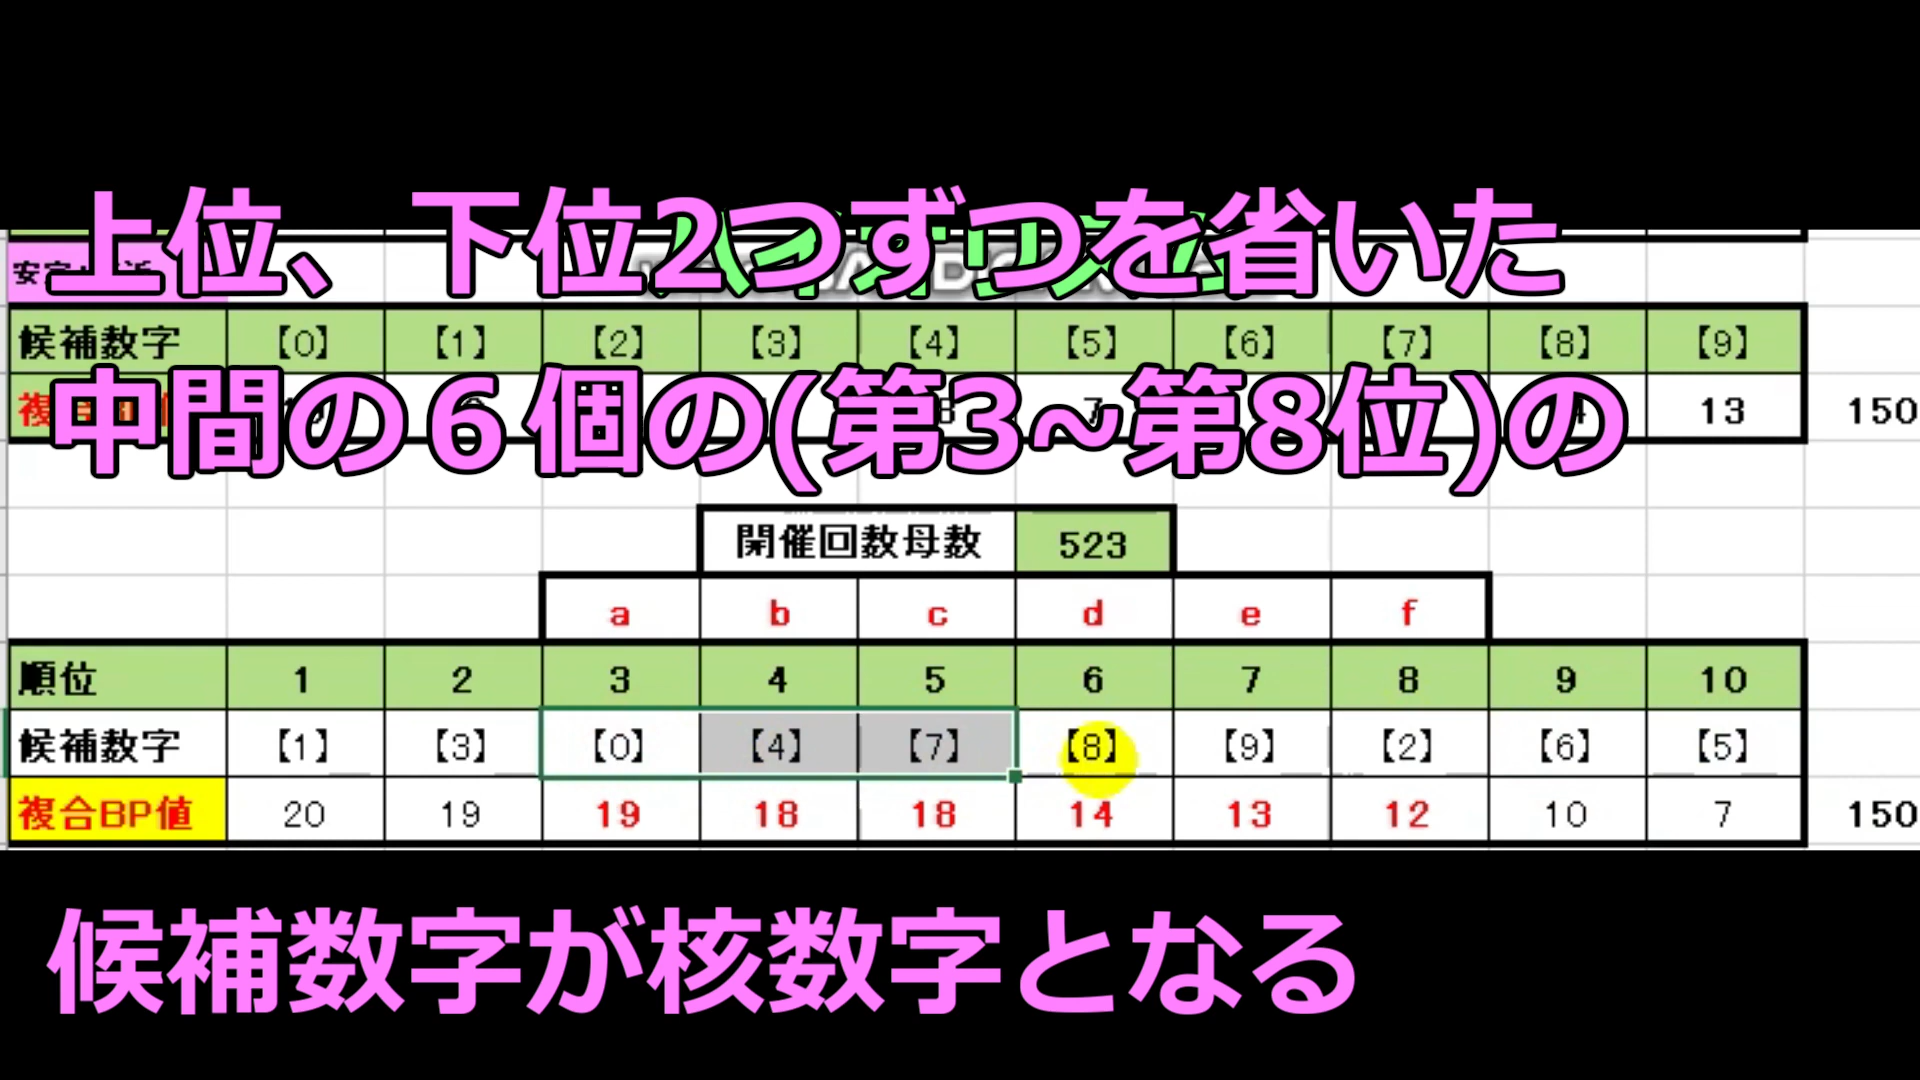 上位、下位2つずつを省いた
候補数字 【0】 【1】 【2】 【3】 【4】 【5】 【6】 【7】 【8】 【9】
中間の6個の(第3~第8位)の
13 150
開催回数母数 523
a b c d e f
順位 1 2 3 4 5 6 7 8 9 10
候補数字 【1】 【3】 【0】 【4】 【7】 【8】 【9】 【2】 【6】 【5】
複合BP値 20 19 19 18 18 14 13 12 10 7 150
候補数字が核数字となる